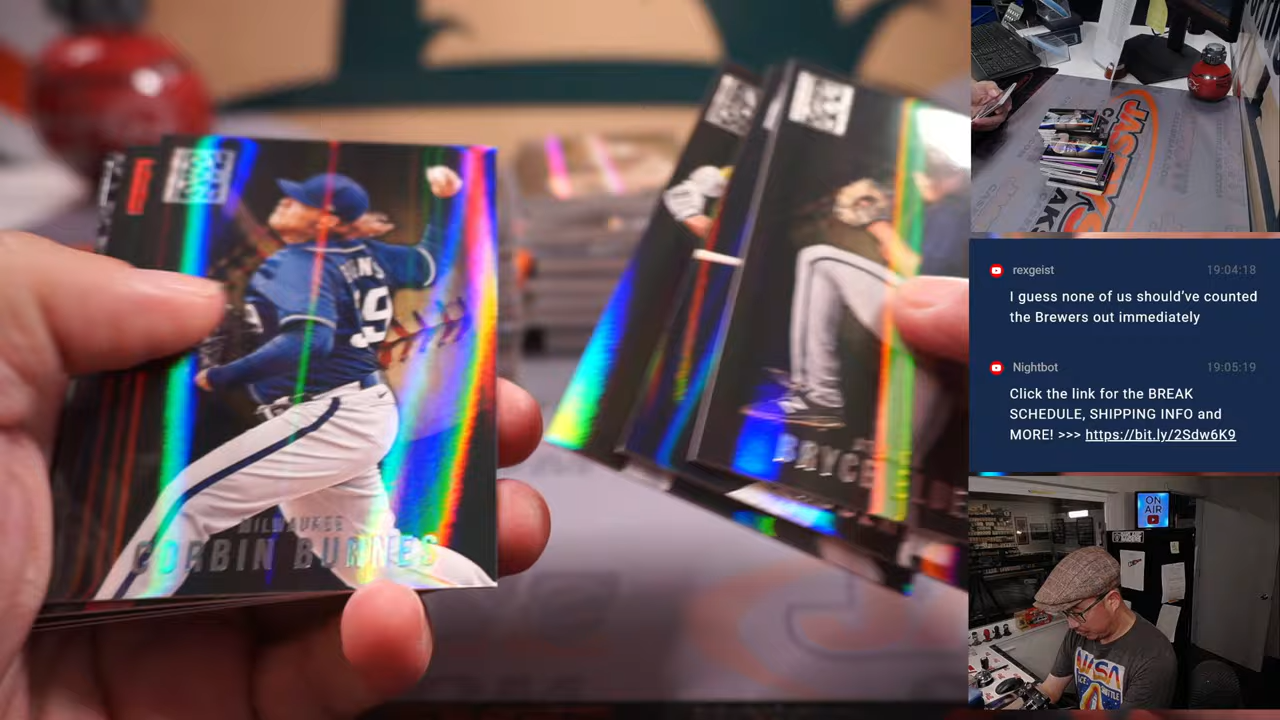 MILWAUKEE
CORBIN BURNES
BRYCE
rexgeist 19:04:18
I guess none of us should've counted
the Brewers out immediately
Nightbot 19:05:19
Click the link for the BREAK
SCHEDULE, SHIPPING INFO and
MORE! >>> https://bit.ly/2Sdw6K9
ON
AIR
NASA